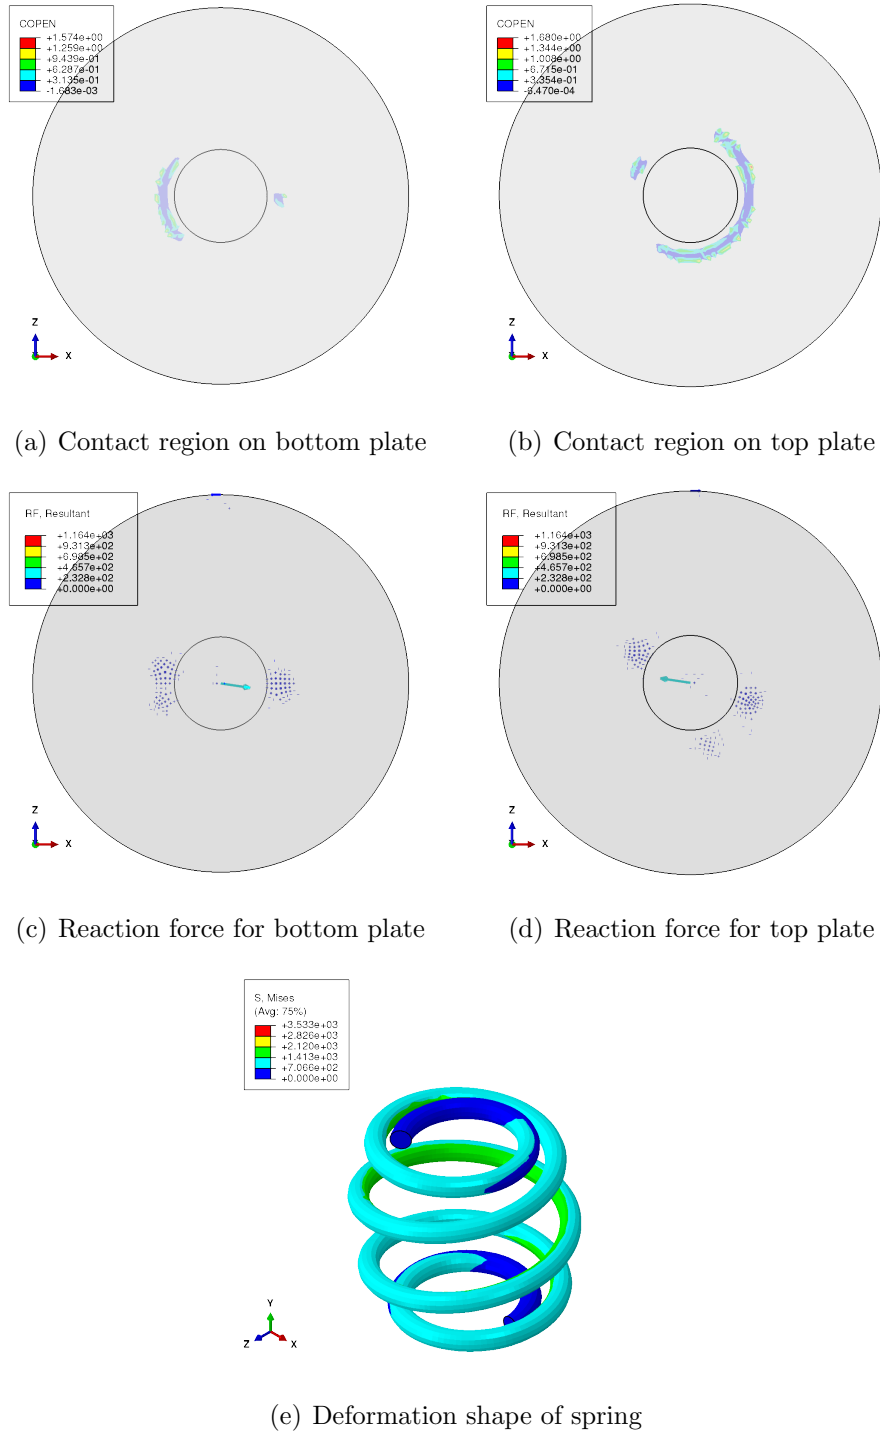 COPEN
+1.574e+00
+1.259e+00
+9.439e-01
+6.287e-01
+3.135e-01
-1.683e-03
Z
X
COPEN
+1.680e+00
+1.344e+00
+1.008e+00
+6.715e-01
+3.354e-01
-6.470e-04
Z
X
(a) Contact region on bottom plate
(b) Contact region on top plate
RF, Resultant
+1.164e+03
+9.313e+02
+6.985e+02
+4.657e+02
+2.328e+02
+0.000e+00
Z
X
RF, Resultant
+1.164e+03
+9.313e+02
+6.985e+02
+4.657e+02
+2.328e+02
+0.000e+00
Z
X
(c) Reaction force for bottom plate
(d) Reaction force for top plate
S, Mises
(Avg: 75%)
+3.533e+03
+2.826e+03
+2.120e+03
+1.413e+03
+7.066e+02
+0.000e+00
Y
Z
X
(e) Deformation shape of spring